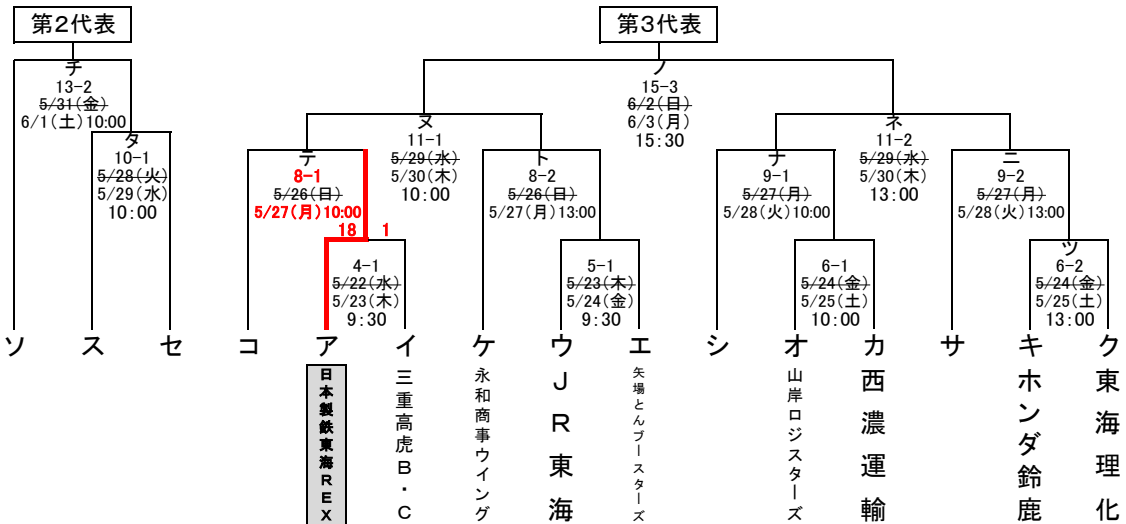 第2代表
第3代表
チ
13-2
5/31(金)
6/1(土)10:00
タ
10-1
5/28(火)
5/29(水)
10:00
ノ
15-3
6/2(日)
6/3(月)
15:30
ヌ
11-1
5/29(水)
5/30(木)
10:00
ネ
11-2
5/29(水)
5/30(木)
13:00
テ
8-1
5/26(日)
5/27(月)10:00
ト
8-2
5/26(日)
5/27(月)13:00
ナ
9-1
5/27(月)
5/28(火)10:00
ニ
9-2
5/27(月)
5/28(火)13:00
18 1
4-1
5/22(水)
5/23(木)
9:30
5-1
5/23(木)
5/24(金)
9:30
6-1
5/24(金)
5/25(土)
10:00
ツ
6-2
5/24(金)
5/25(土)
13:00
ソ ス セ コ ア イ ケ ウ エ シ オ カ サ キ ク
日本製鉄東海REX
三重高虎B・C
永和商事ウイング
JR東海
矢場とんブースターズ
山岸ロジスターズ
西濃運輸
ホンダ鈴鹿
東海理化